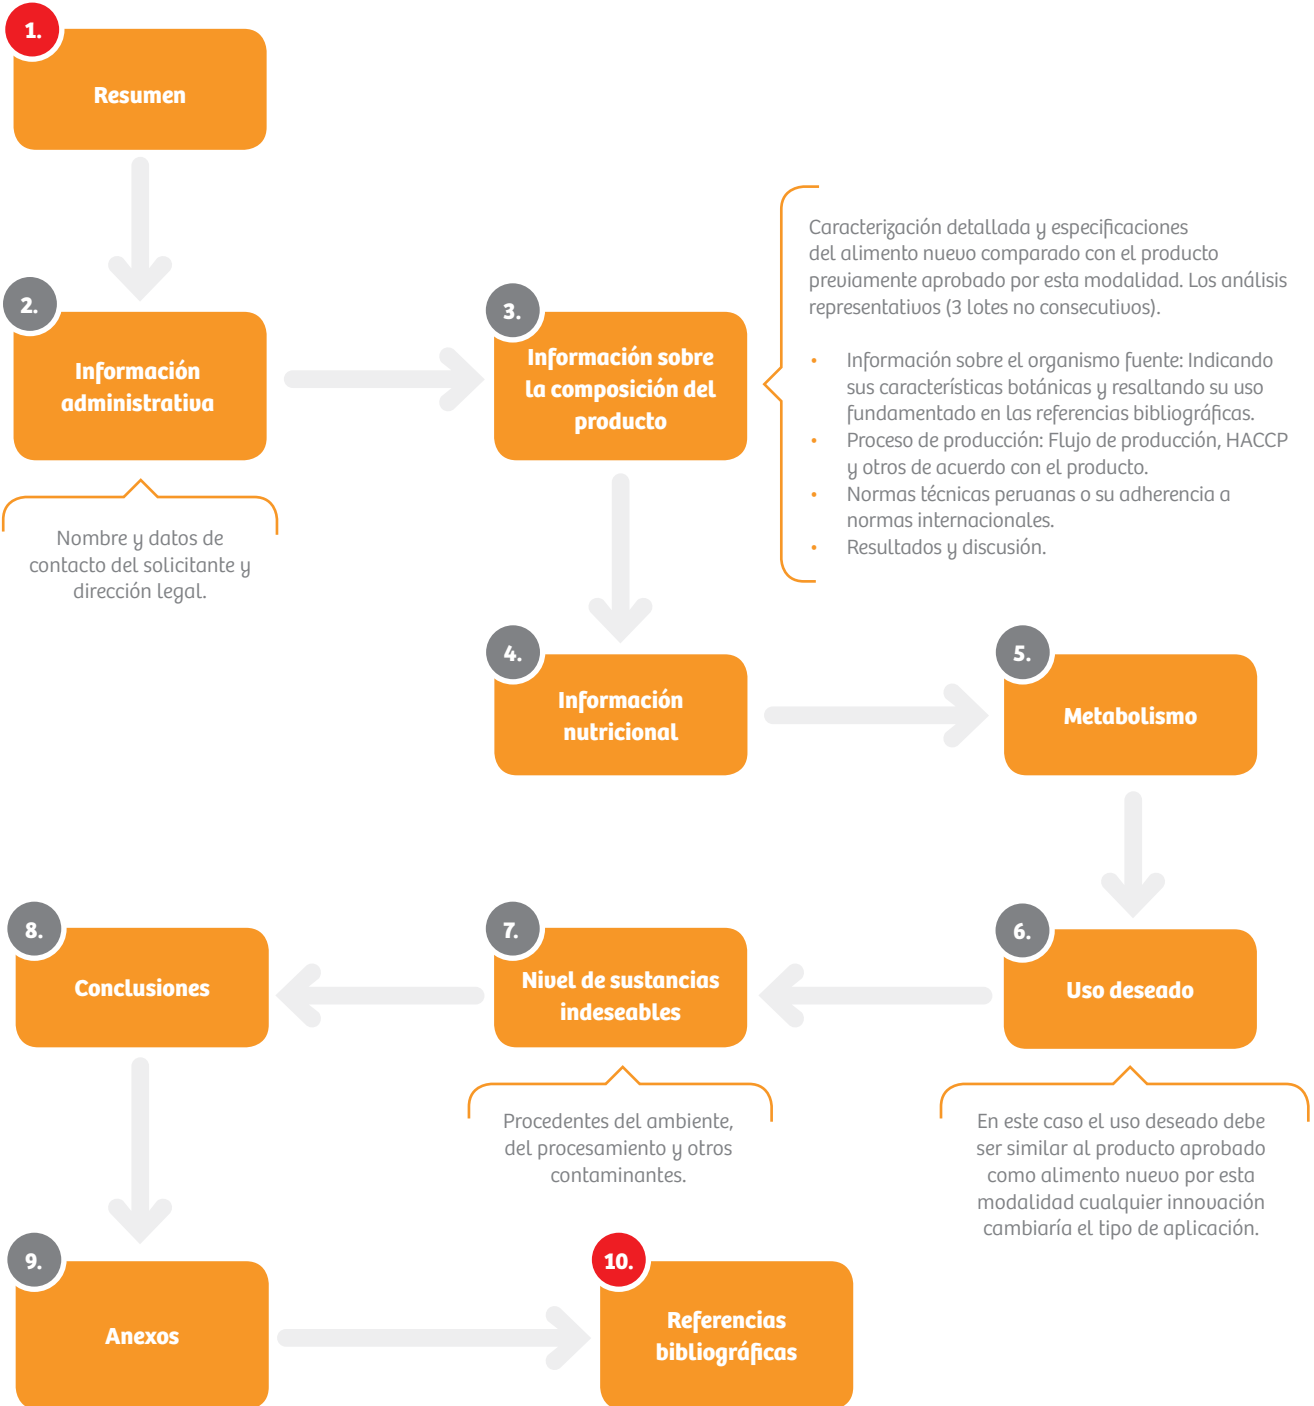 1.
Resumen
2.
Información
administrativa
Nombre y datos de
contacto del solicitante y
dirección legal.
3.
Información sobre
la composición del
producto
Caracterización detallada y especificaciones
del alimento nuevo comparado con el producto
previamente aprobado por esta modalidad. Los análisis
representativos (3 lotes no consecutivos).
• Información sobre el organismo fuente: Indicando
sus características botánicas y resaltando su uso
fundamentado en las referencias bibliográficas.
• Proceso de producción: Flujo de producción, HACCP
y otros de acuerdo con el producto.
• Normas técnicas peruanas o su adherencia a
normas internacionales.
• Resultados y discusión.
4.
Información
nutricional
5.
Metabolismo
6.
Uso deseado
En este caso el uso deseado debe
ser similar al producto aprobado
como alimento nuevo por esta
modalidad cualquier innovación
cambiaría el tipo de aplicación.
7.
Nivel de sustancias
indeseables
Procedentes del ambiente,
del procesamiento y otros
contaminantes.
8.
Conclusiones
9.
Anexos
10.
Referencias
bibliográficas